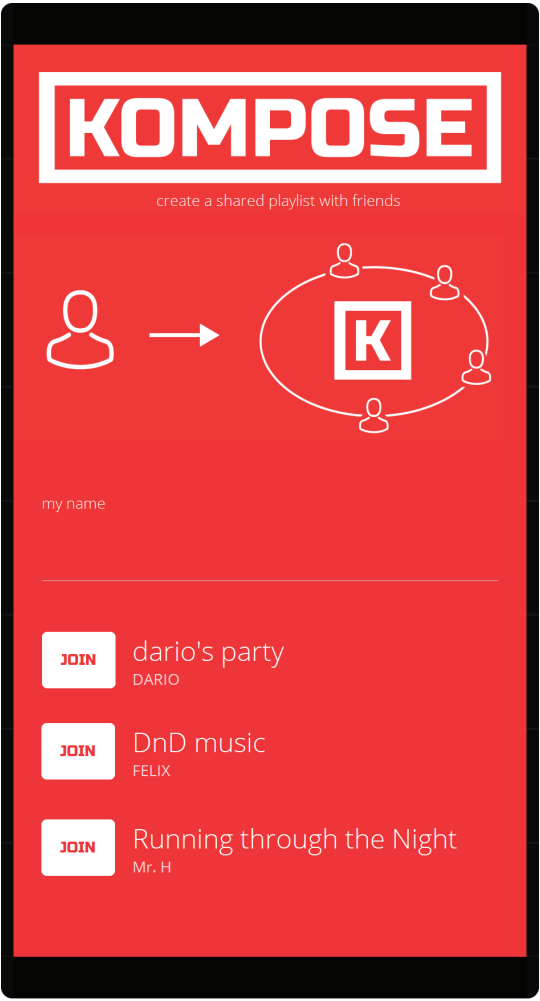 KOMPOSE
create a shared playlist with friends
K
my name
JOIN
dario's party
DARIO
JOIN
DnD music
FELIX
JOIN
Running through the Night
Mr. H